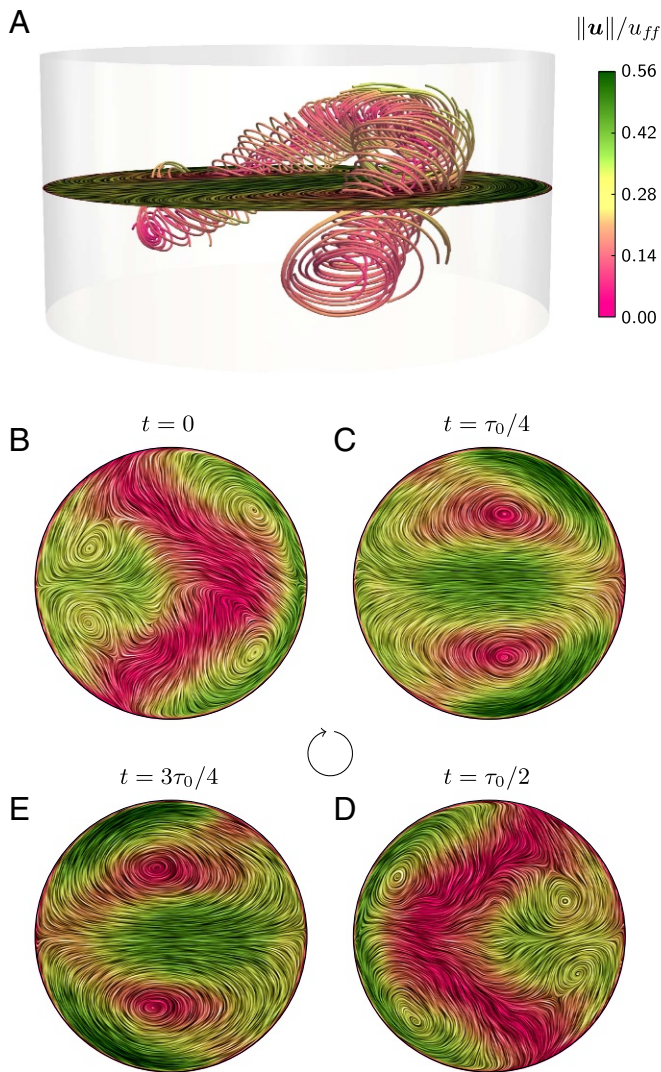 A
‖u‖/u_ff
0.56
0.42
0.28
0.14
0.00
B
t = 0
C
t = τ₀/4
E
t = 3τ₀/4
D
t = τ₀/2